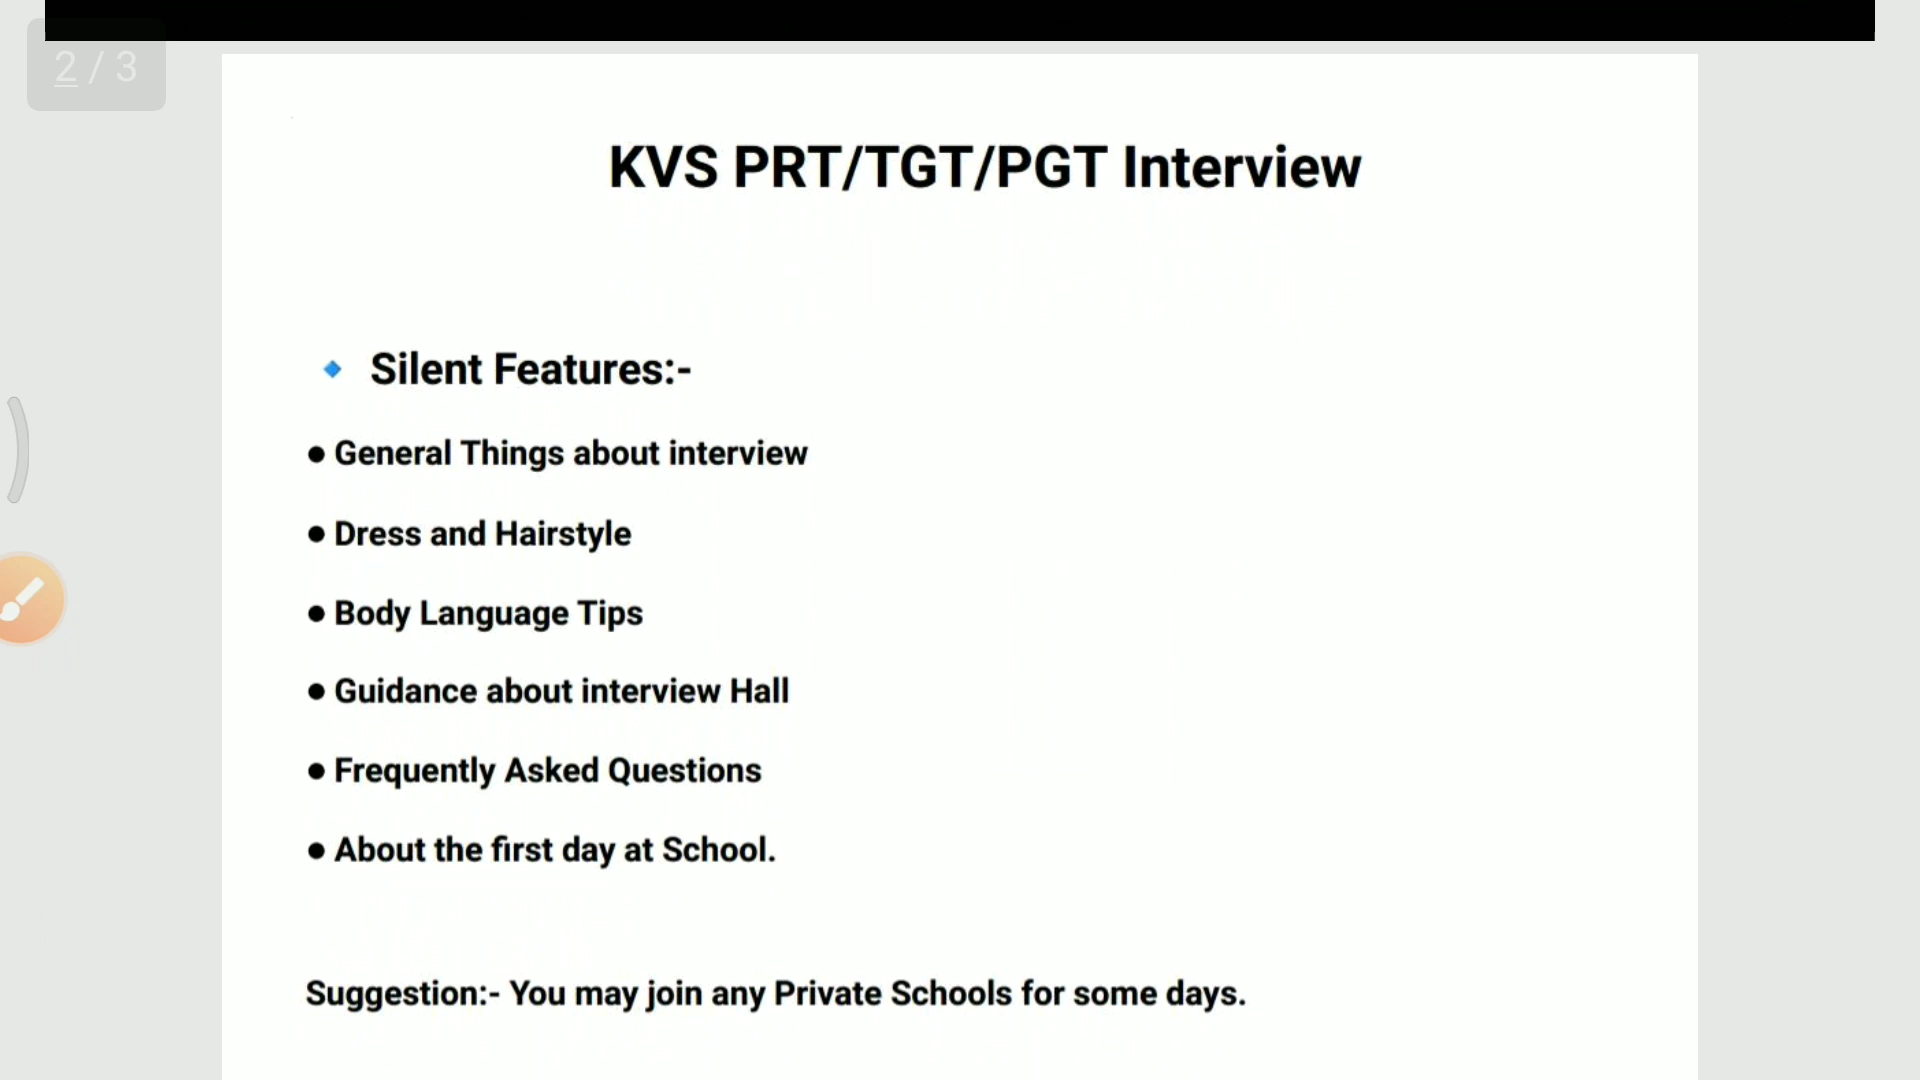 2 / 3
KVS PRT/TGT/PGT Interview
🔹 Silent Features:-
● General Things about interview
● Dress and Hairstyle
● Body Language Tips
● Guidance about interview Hall
● Frequently Asked Questions
● About the first day at School.
Suggestion:- You may join any Private Schools for some days.